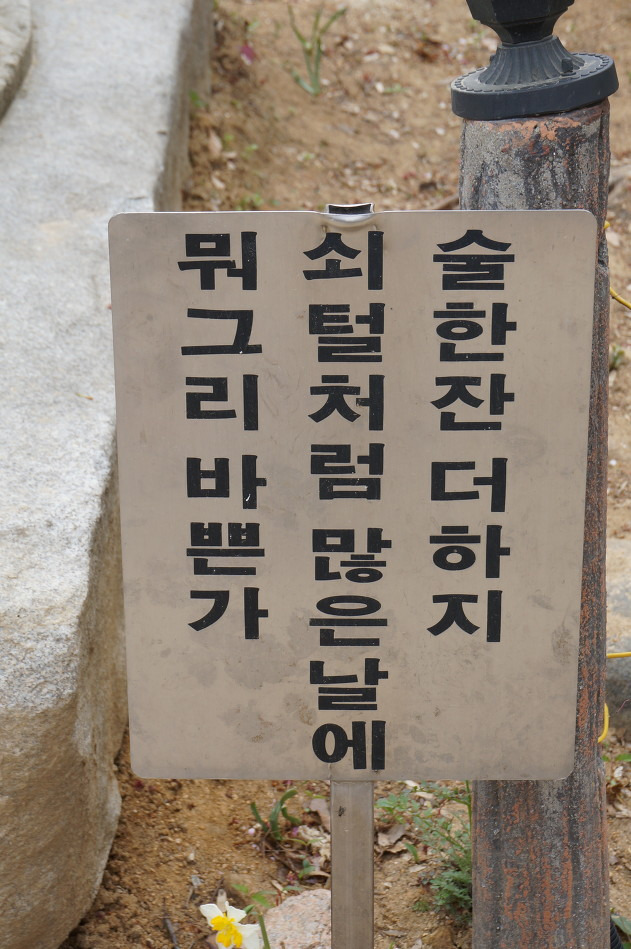 술한잔 더하지
쇠털처럼 많은날에
뭐그리 바쁜가